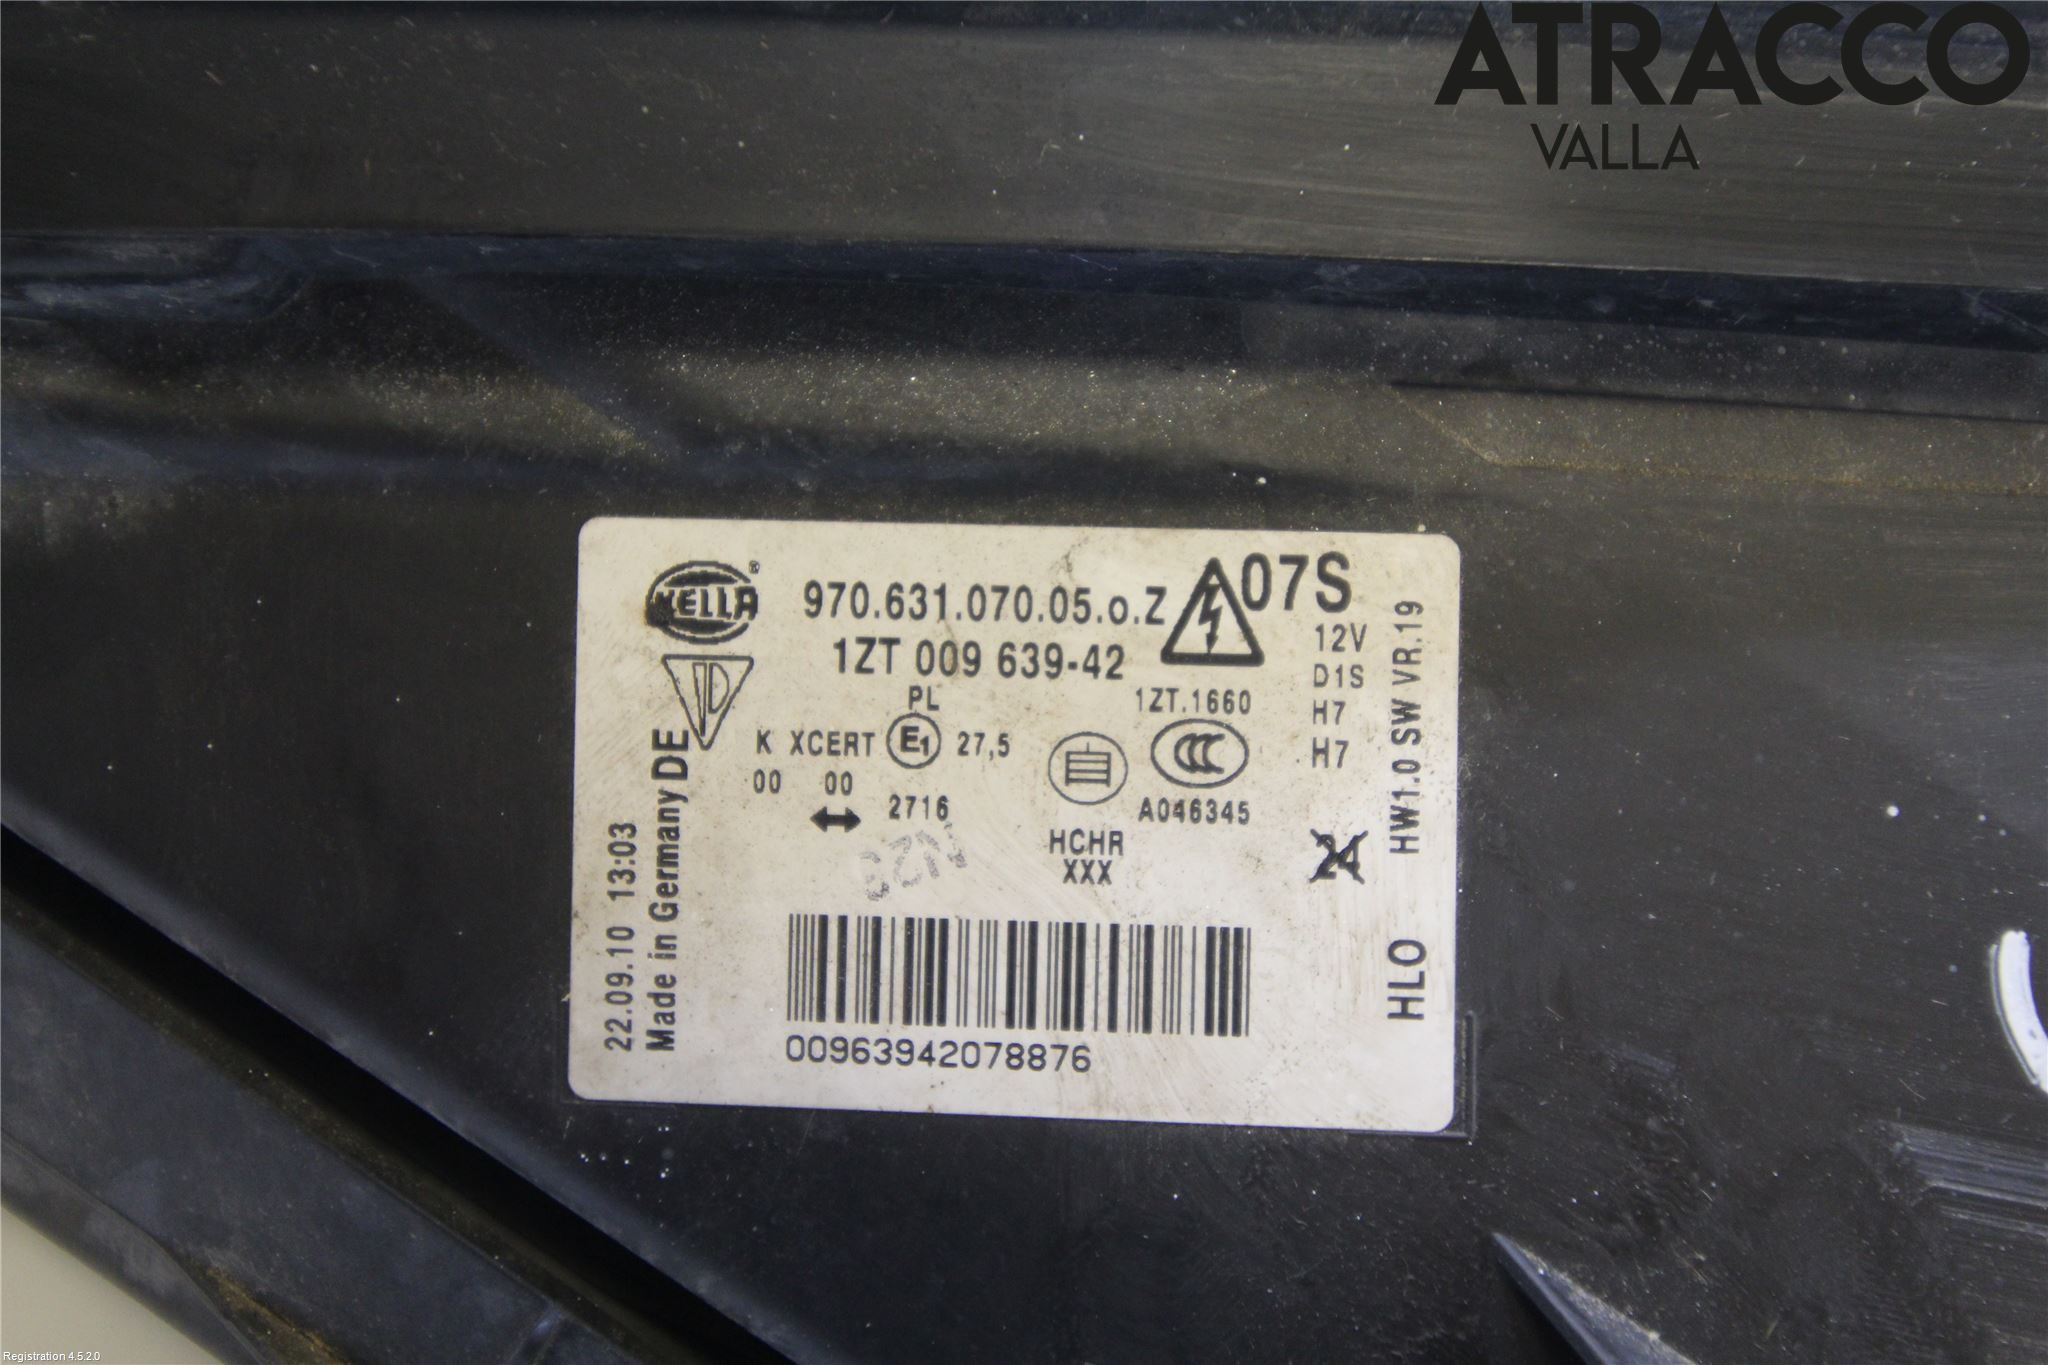 ATRACCO
VALLA
HELLA®
970.631.070.05.o.Z
07S
1ZT 009 639-42
12V
D1S
H7
H7
PL
1ZT.1660
K XCERT E1 27,5
CCC
00 00
2716
A046345
HCHR
XXX
24
N23
00963942078876
22.09.10 13:03
Made in Germany DE
HLO HW1.0 SW VR.19
Registration 4.5.2.0